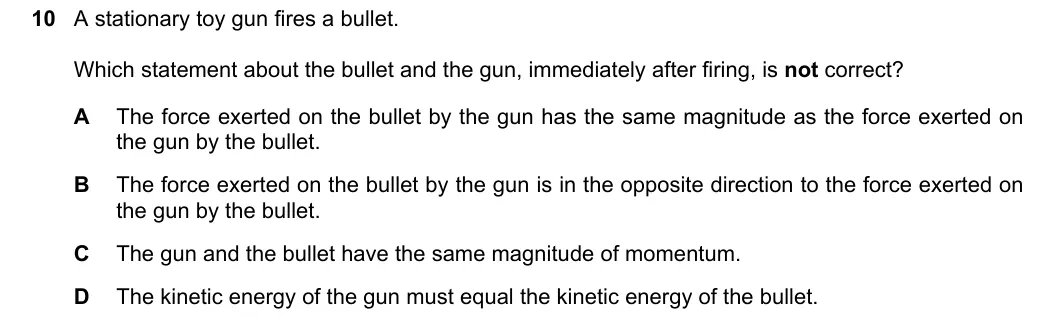 10 A stationary toy gun fires a bullet.
Which statement about the bullet and the gun, immediately after firing, is not correct?
A The force exerted on the bullet by the gun has the same magnitude as the force exerted on
the gun by the bullet.
B The force exerted on the bullet by the gun is in the opposite direction to the force exerted on
the gun by the bullet.
C The gun and the bullet have the same magnitude of momentum.
D The kinetic energy of the gun must equal the kinetic energy of the bullet.